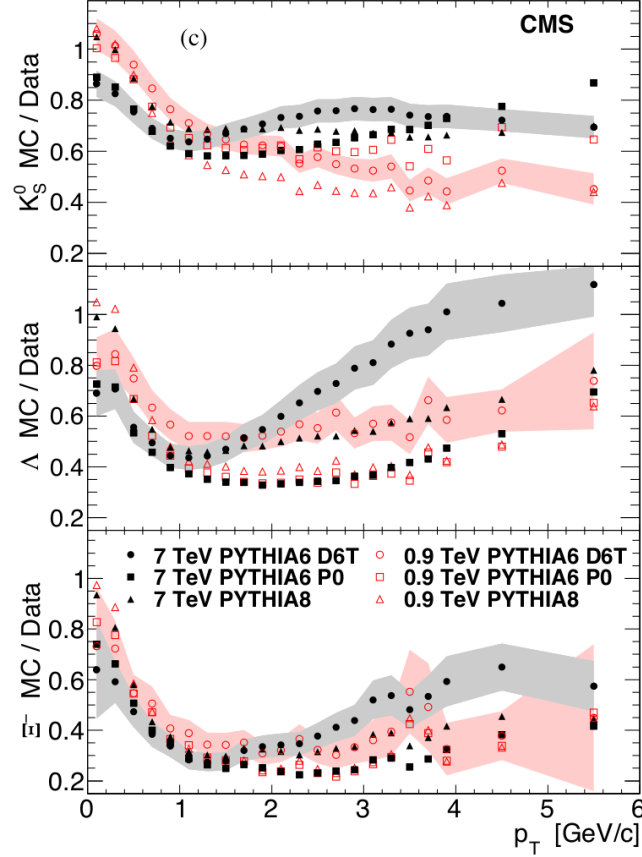 (c) CMS
K⁰_S MC / Data
1
0.8
0.6
0.4
0.2
Λ MC / Data
1
0.8
0.6
0.4
0.2
Ξ⁻ MC / Data
1
0.8
0.6
0.4
0.2
7 TeV PYTHIA6 D6T 0.9 TeV PYTHIA6 D6T
7 TeV PYTHIA6 P0 0.9 TeV PYTHIA6 P0
7 TeV PYTHIA8 0.9 TeV PYTHIA8
0 1 2 3 4 5 6
p_T [GeV/c]